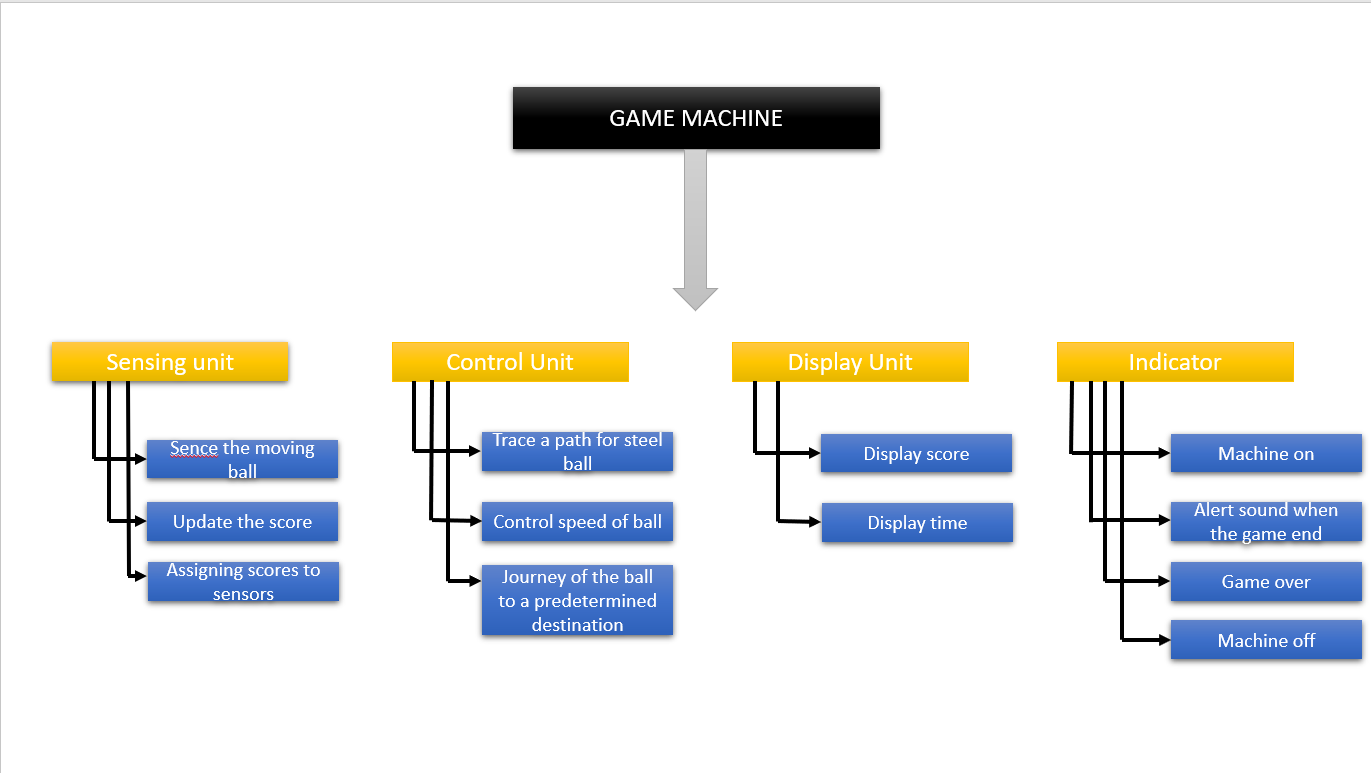 GAME MACHINE
Sensing unit
Sence the moving
ball
Update the score
Assigning scores to
sensors
Control Unit
Trace a path for steel
ball
Control speed of ball
Journey of the ball
to a predetermined
destination
Display Unit
Display score
Display time
Indicator
Machine on
Alert sound when
the game end
Game over
Machine off